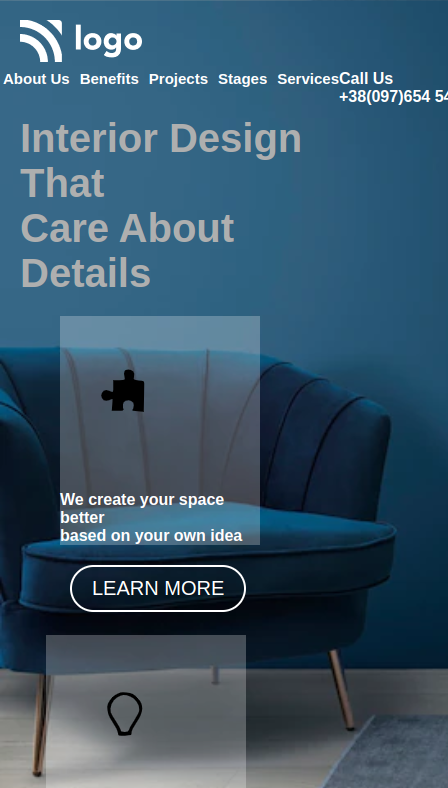 logo
About Us Benefits Projects Stages Services Call Us
+38(097)654 54
Interior Design
That
Care About
Details
We create your space
better
based on your own idea
LEARN MORE